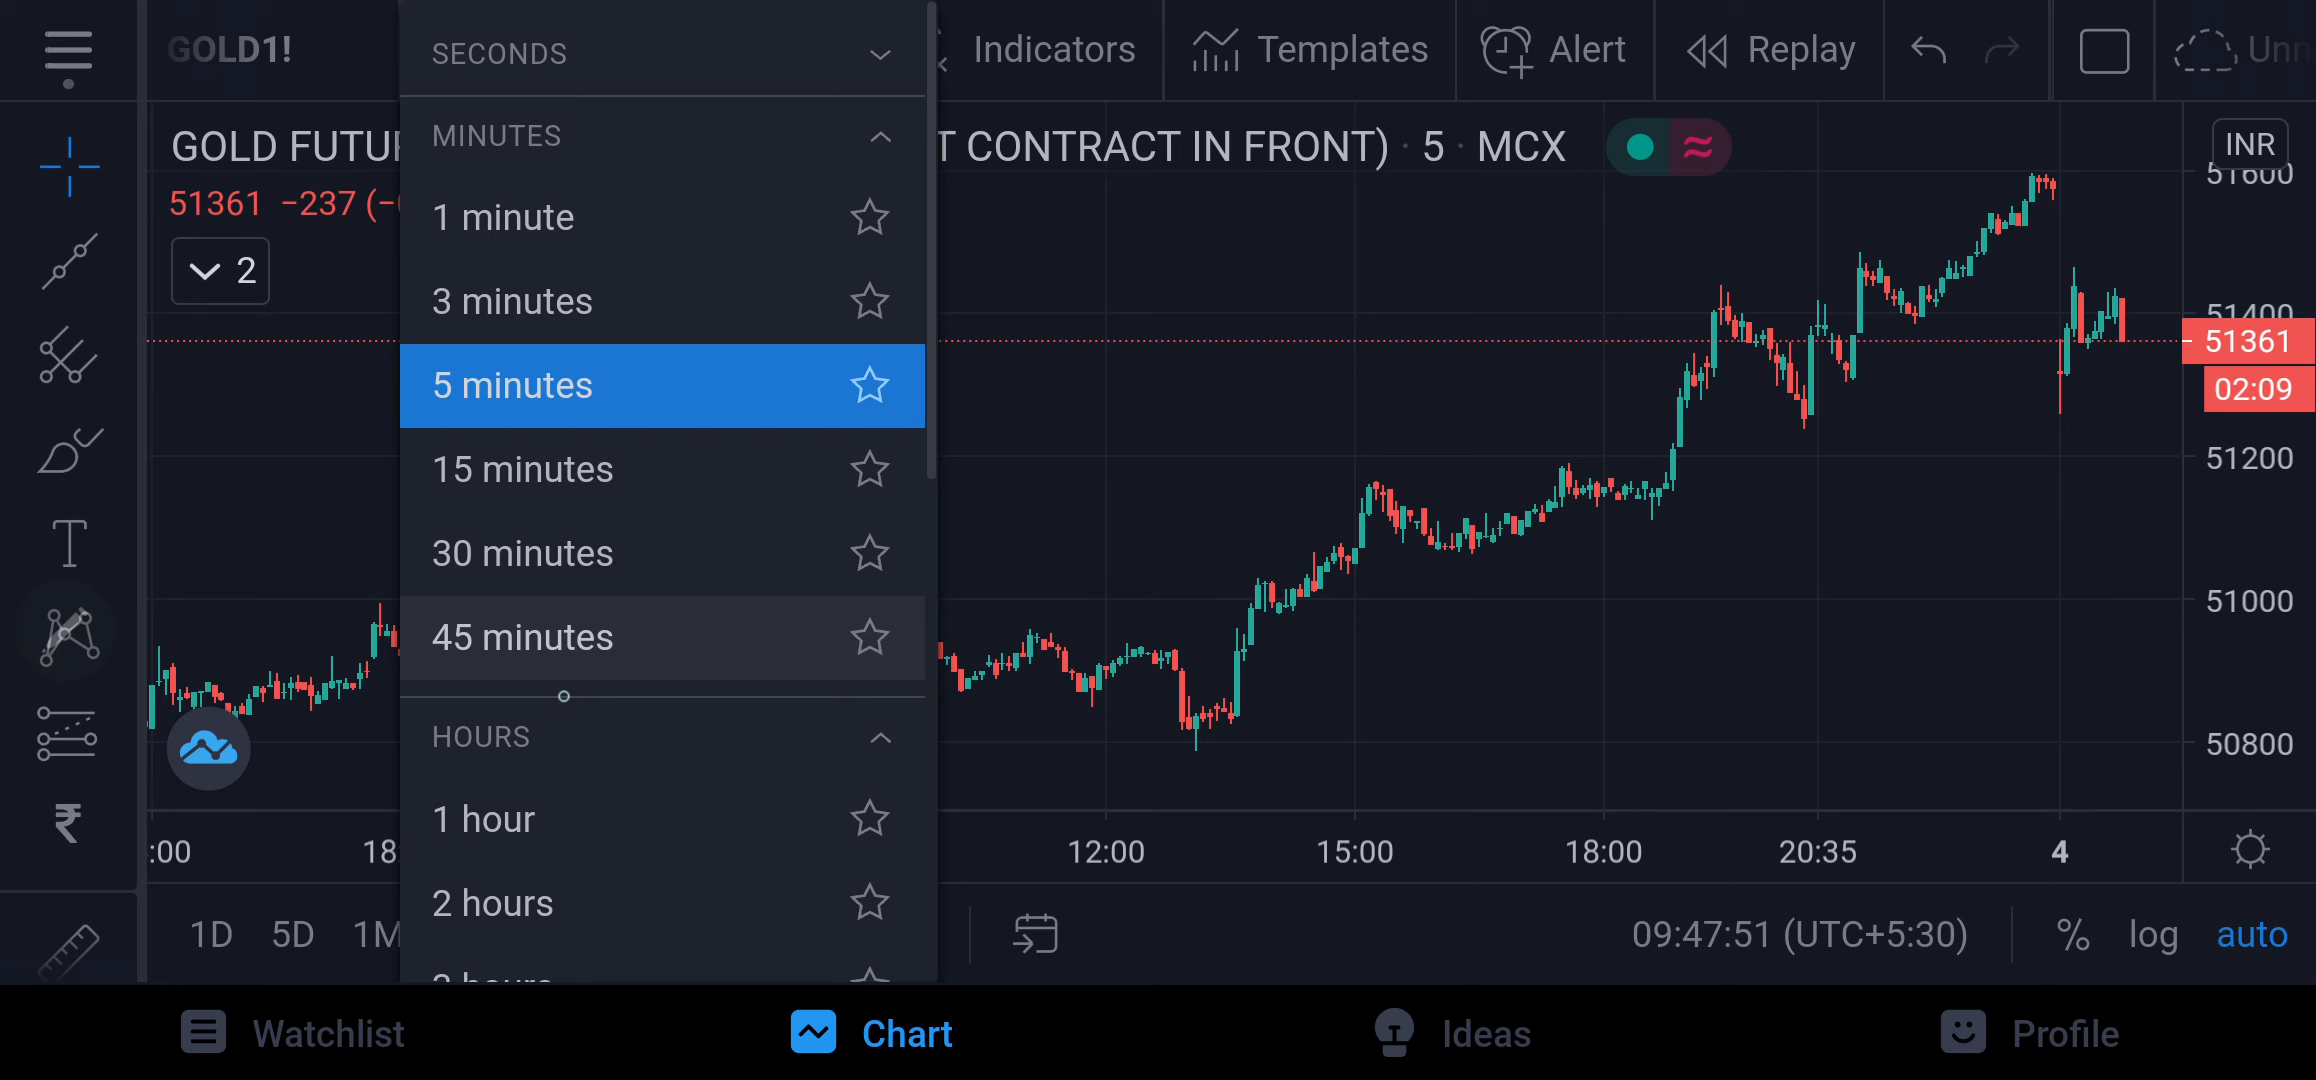 GOLD1!
SECONDS
Indicators
Templates
Alert
Replay
MINUTES
GOLD FUTUR
T CONTRACT IN FRONT) · 5 · MCX
INR
51361 −237 (−
1 minute
2
3 minutes
5 minutes
15 minutes
30 minutes
45 minutes
HOURS
1 hour
2 hours
51600
51400
51361
02:09
51200
51000
50800
:00
18
12:00
15:00
18:00
20:35
4
1D
5D
1M
09:47:51 (UTC+5:30)
%
log
auto
Watchlist
Chart
Ideas
Profile